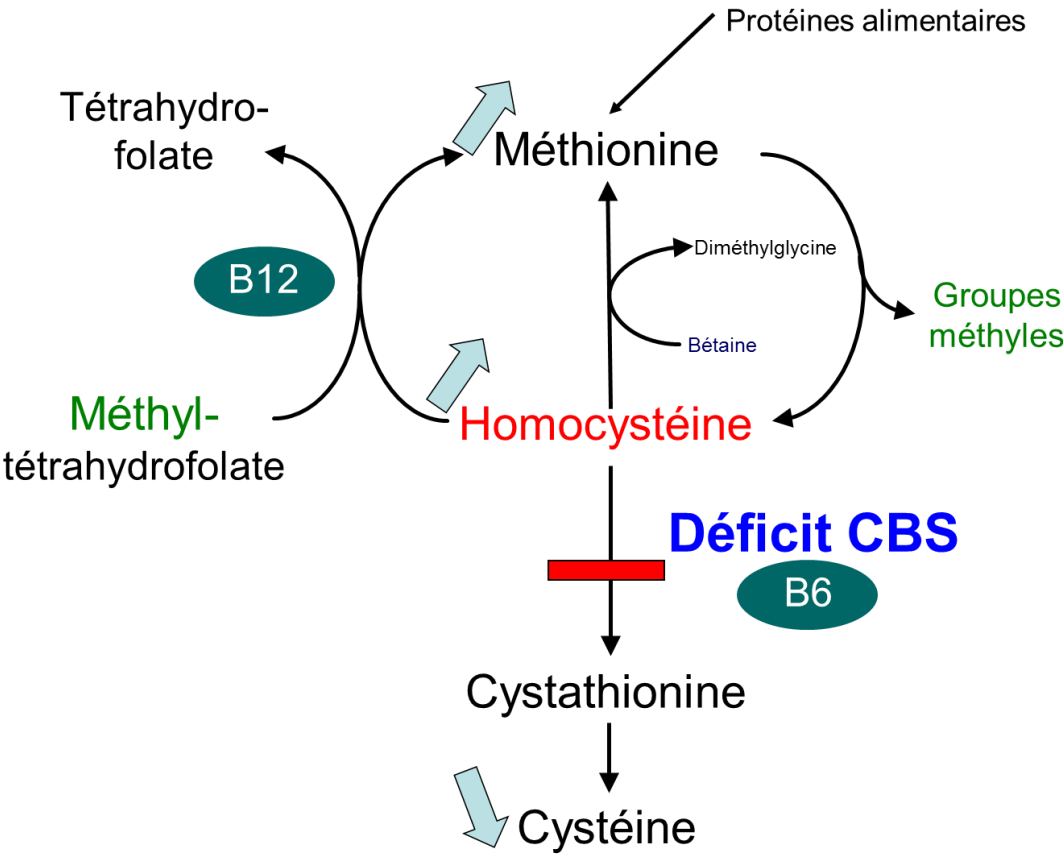 Protéines alimentaires
Tétrahydro-
folate
Méthionine
B12
Diméthylglycine
Groupes
méthyles
Bétaine
Méthyl-
tétrahydrofolate
Homocystéine
Déficit CBS
B6
Cystathionine
Cystéine